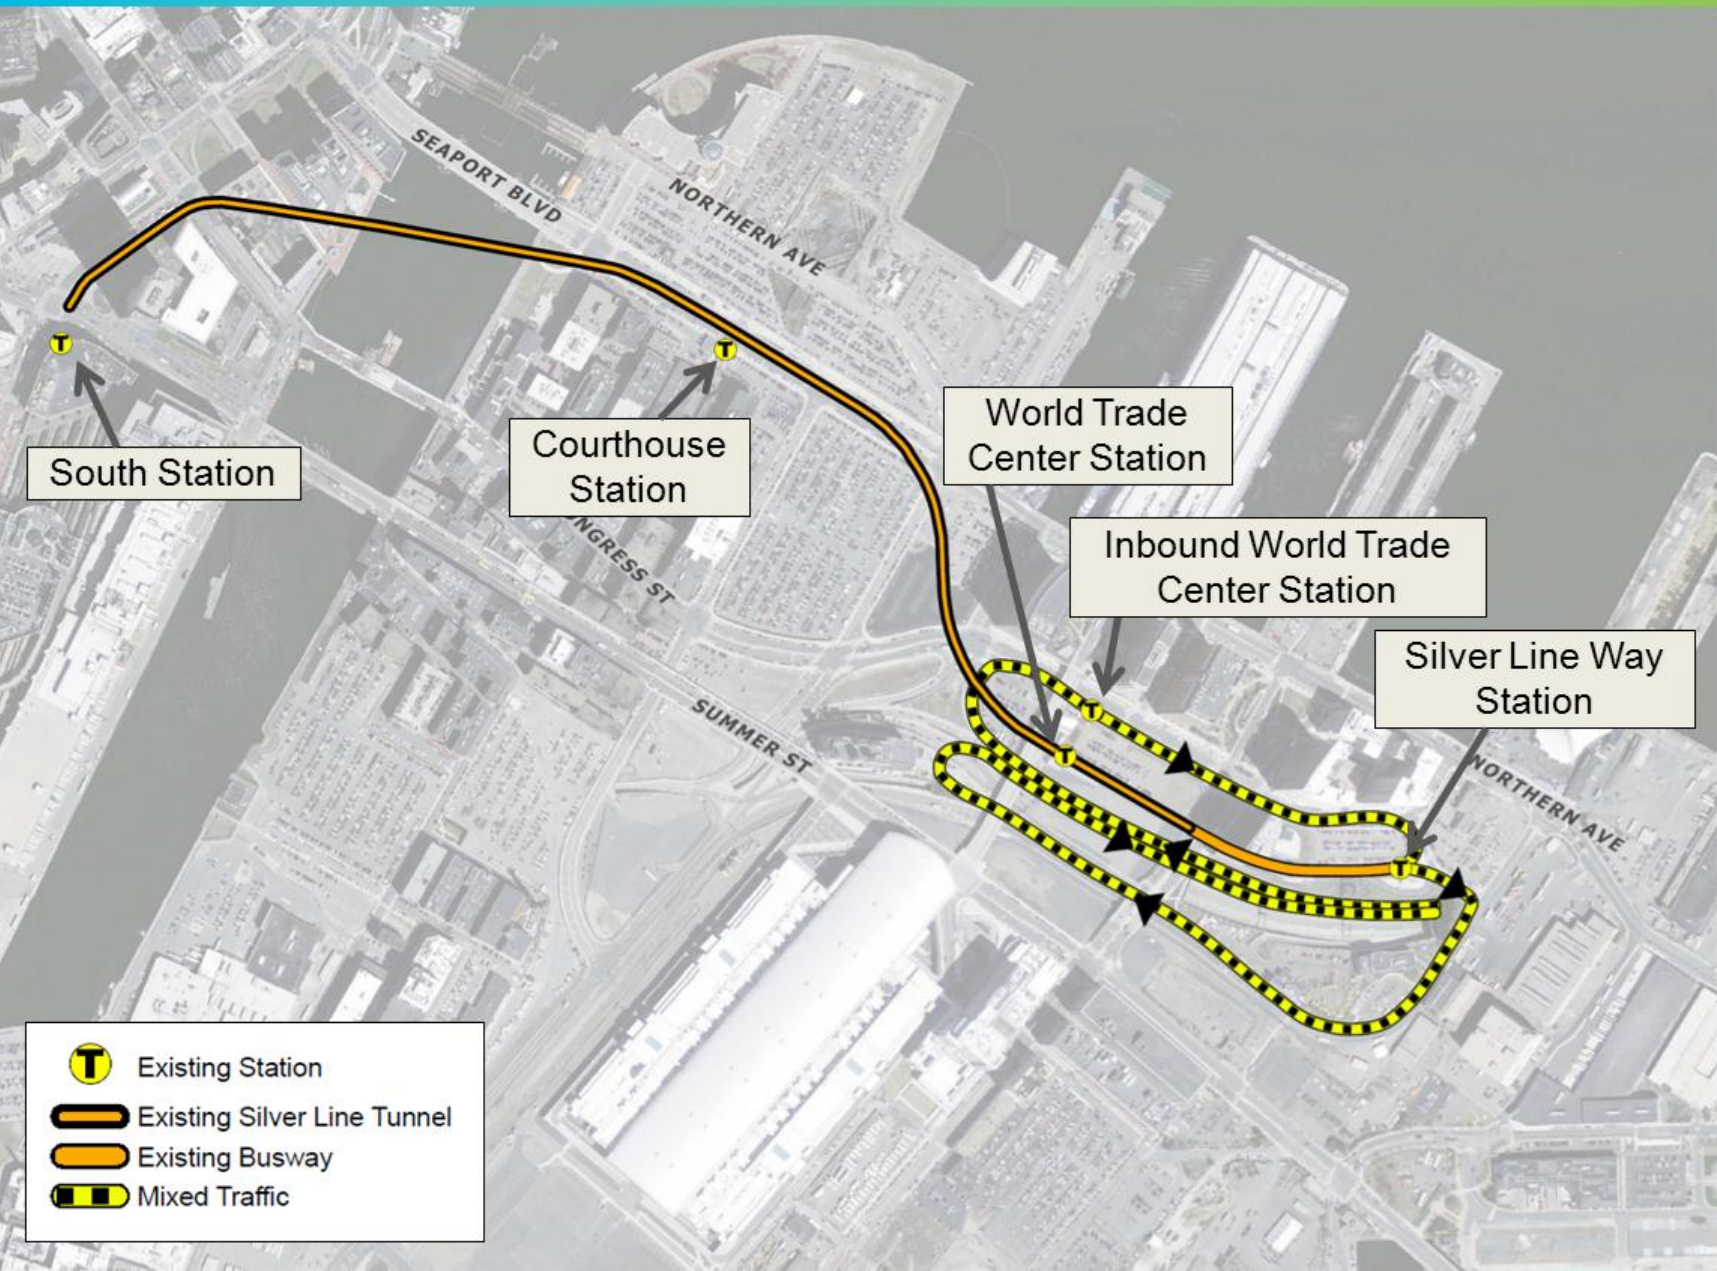 SEAPORT BLVD
NORTHERN AVE
World Trade
Center Station
Courthouse
Station
South Station
ONGRESS ST
Inbound World Trade
Center Station
Silver Line Way
Station
SUMMER ST
NORTHERN AVE
T
T
T
T
T
T Existing Station
Existing Silver Line Tunnel
Existing Busway
Mixed Traffic